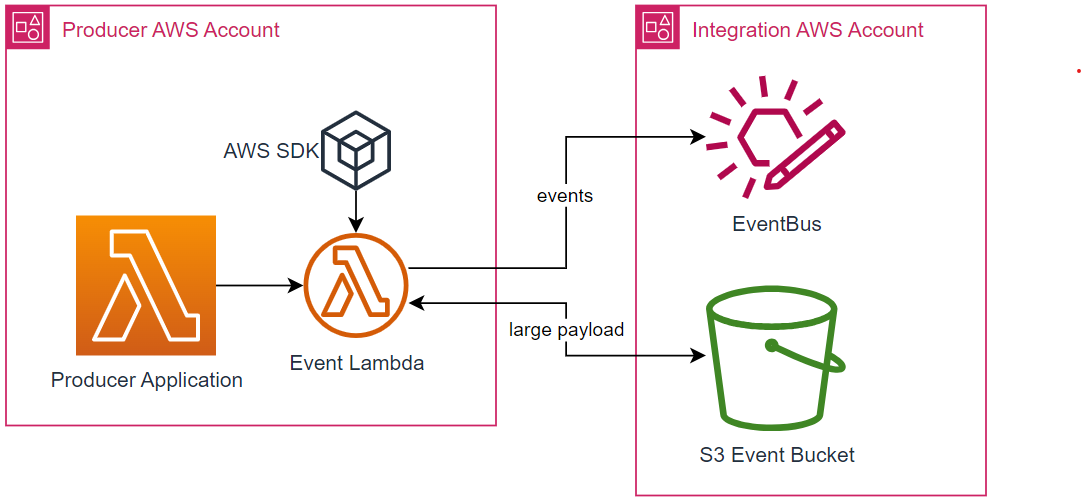 Producer AWS Account
Integration AWS Account
AWS SDK
events
EventBus
large payload
Event Lambda
Producer Application
S3 Event Bucket